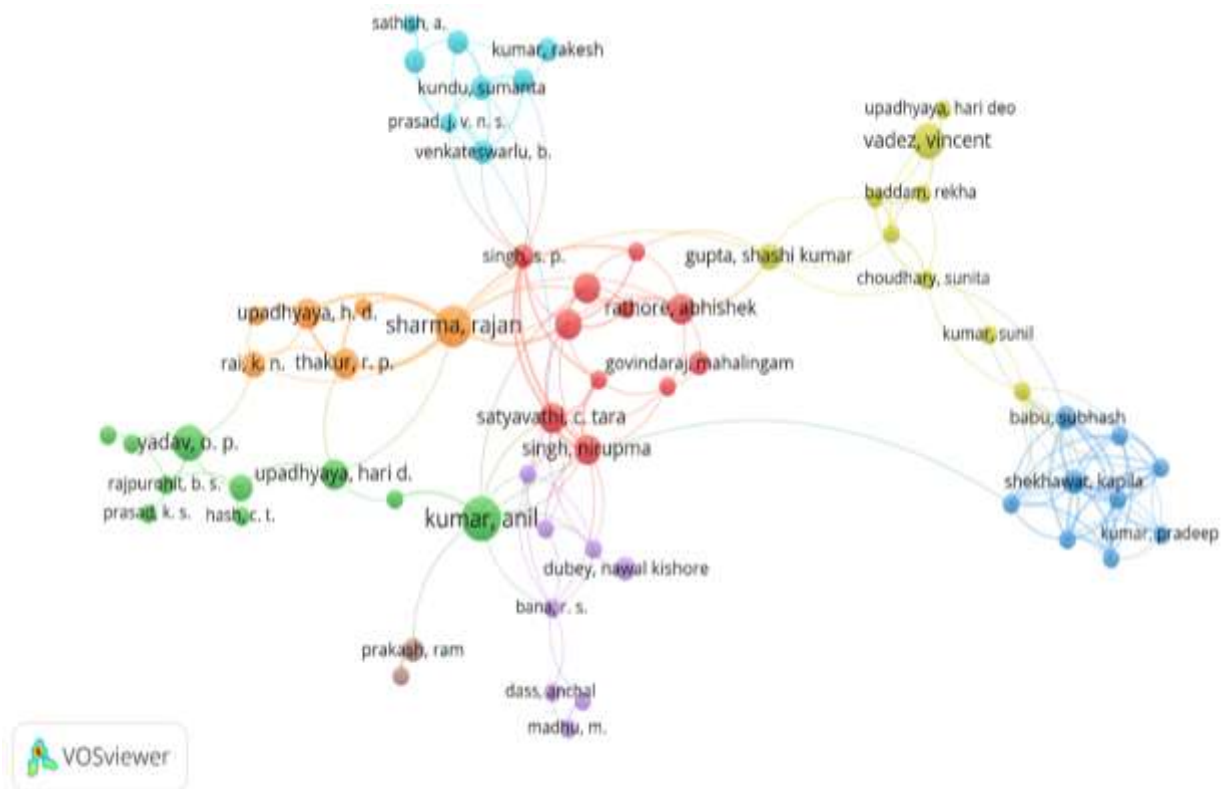 sathish, a.
kumar, rakesh
kundu, sumanta
prasad, j. v. n. s.
venkateswarlu, b.
upadhyaya, hari deo
vadez, vincent
baddam, rekha
singh, s. p.
gupta, shashi kumar
choudhary, sunita
upadhyaya, h. d.
sharma, rajan
rathore, abhishek
kumar, sunil
rai, k. n.
thakur, r. p.
govindaraj, mahalingam
satyavathi, c. tara
babu, subhash
yadav, o. p.
singh, nirupma
upadhyaya, hari d.
rajpurohit, b. s.
shekhawat, kapila
prasad, k. s.
hash, c. t.
kumar, anil
kumar, pradeep
dubey, nawal kishore
bana, r. s.
prakash, ram
dass, anchal
madhu, m.
VOSviewer